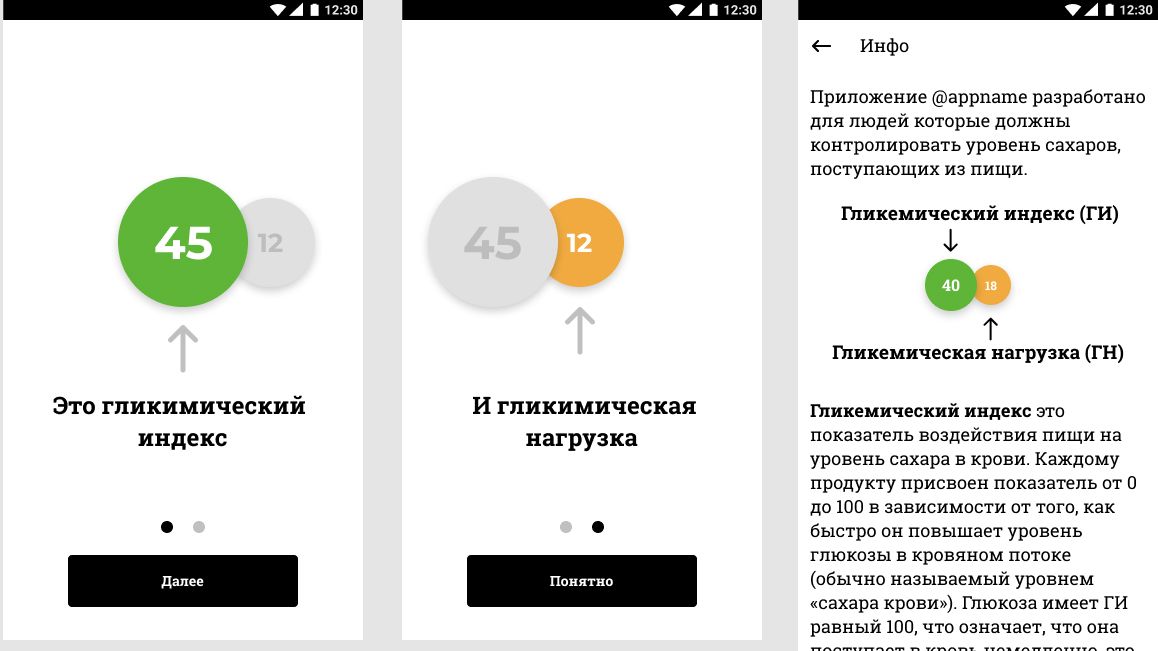 12:30
45
12
Это гликимический
индекс
Далее
12:30
45
12
И гликимическая
нагрузка
Понятно
12:30
Инфо
Приложение @appname разработано
для людей которые должны
контролировать уровень сахаров,
поступающих из пищи.
Гликемический индекс (ГИ)
40
18
Гликемическая нагрузка (ГН)
Гликемический индекс это
показатель воздействия пищи на
уровень сахара в крови. Каждому
продукту присвоен показатель от 0
до 100 в зависимости от того, как
быстро он повышает уровень
глюкозы в кровяном потоке
(обычно называемый уровнем
«сахара крови»). Глюкоза имеет ГИ
равный 100, что означает, что она
поступает в кровь немедленно, это